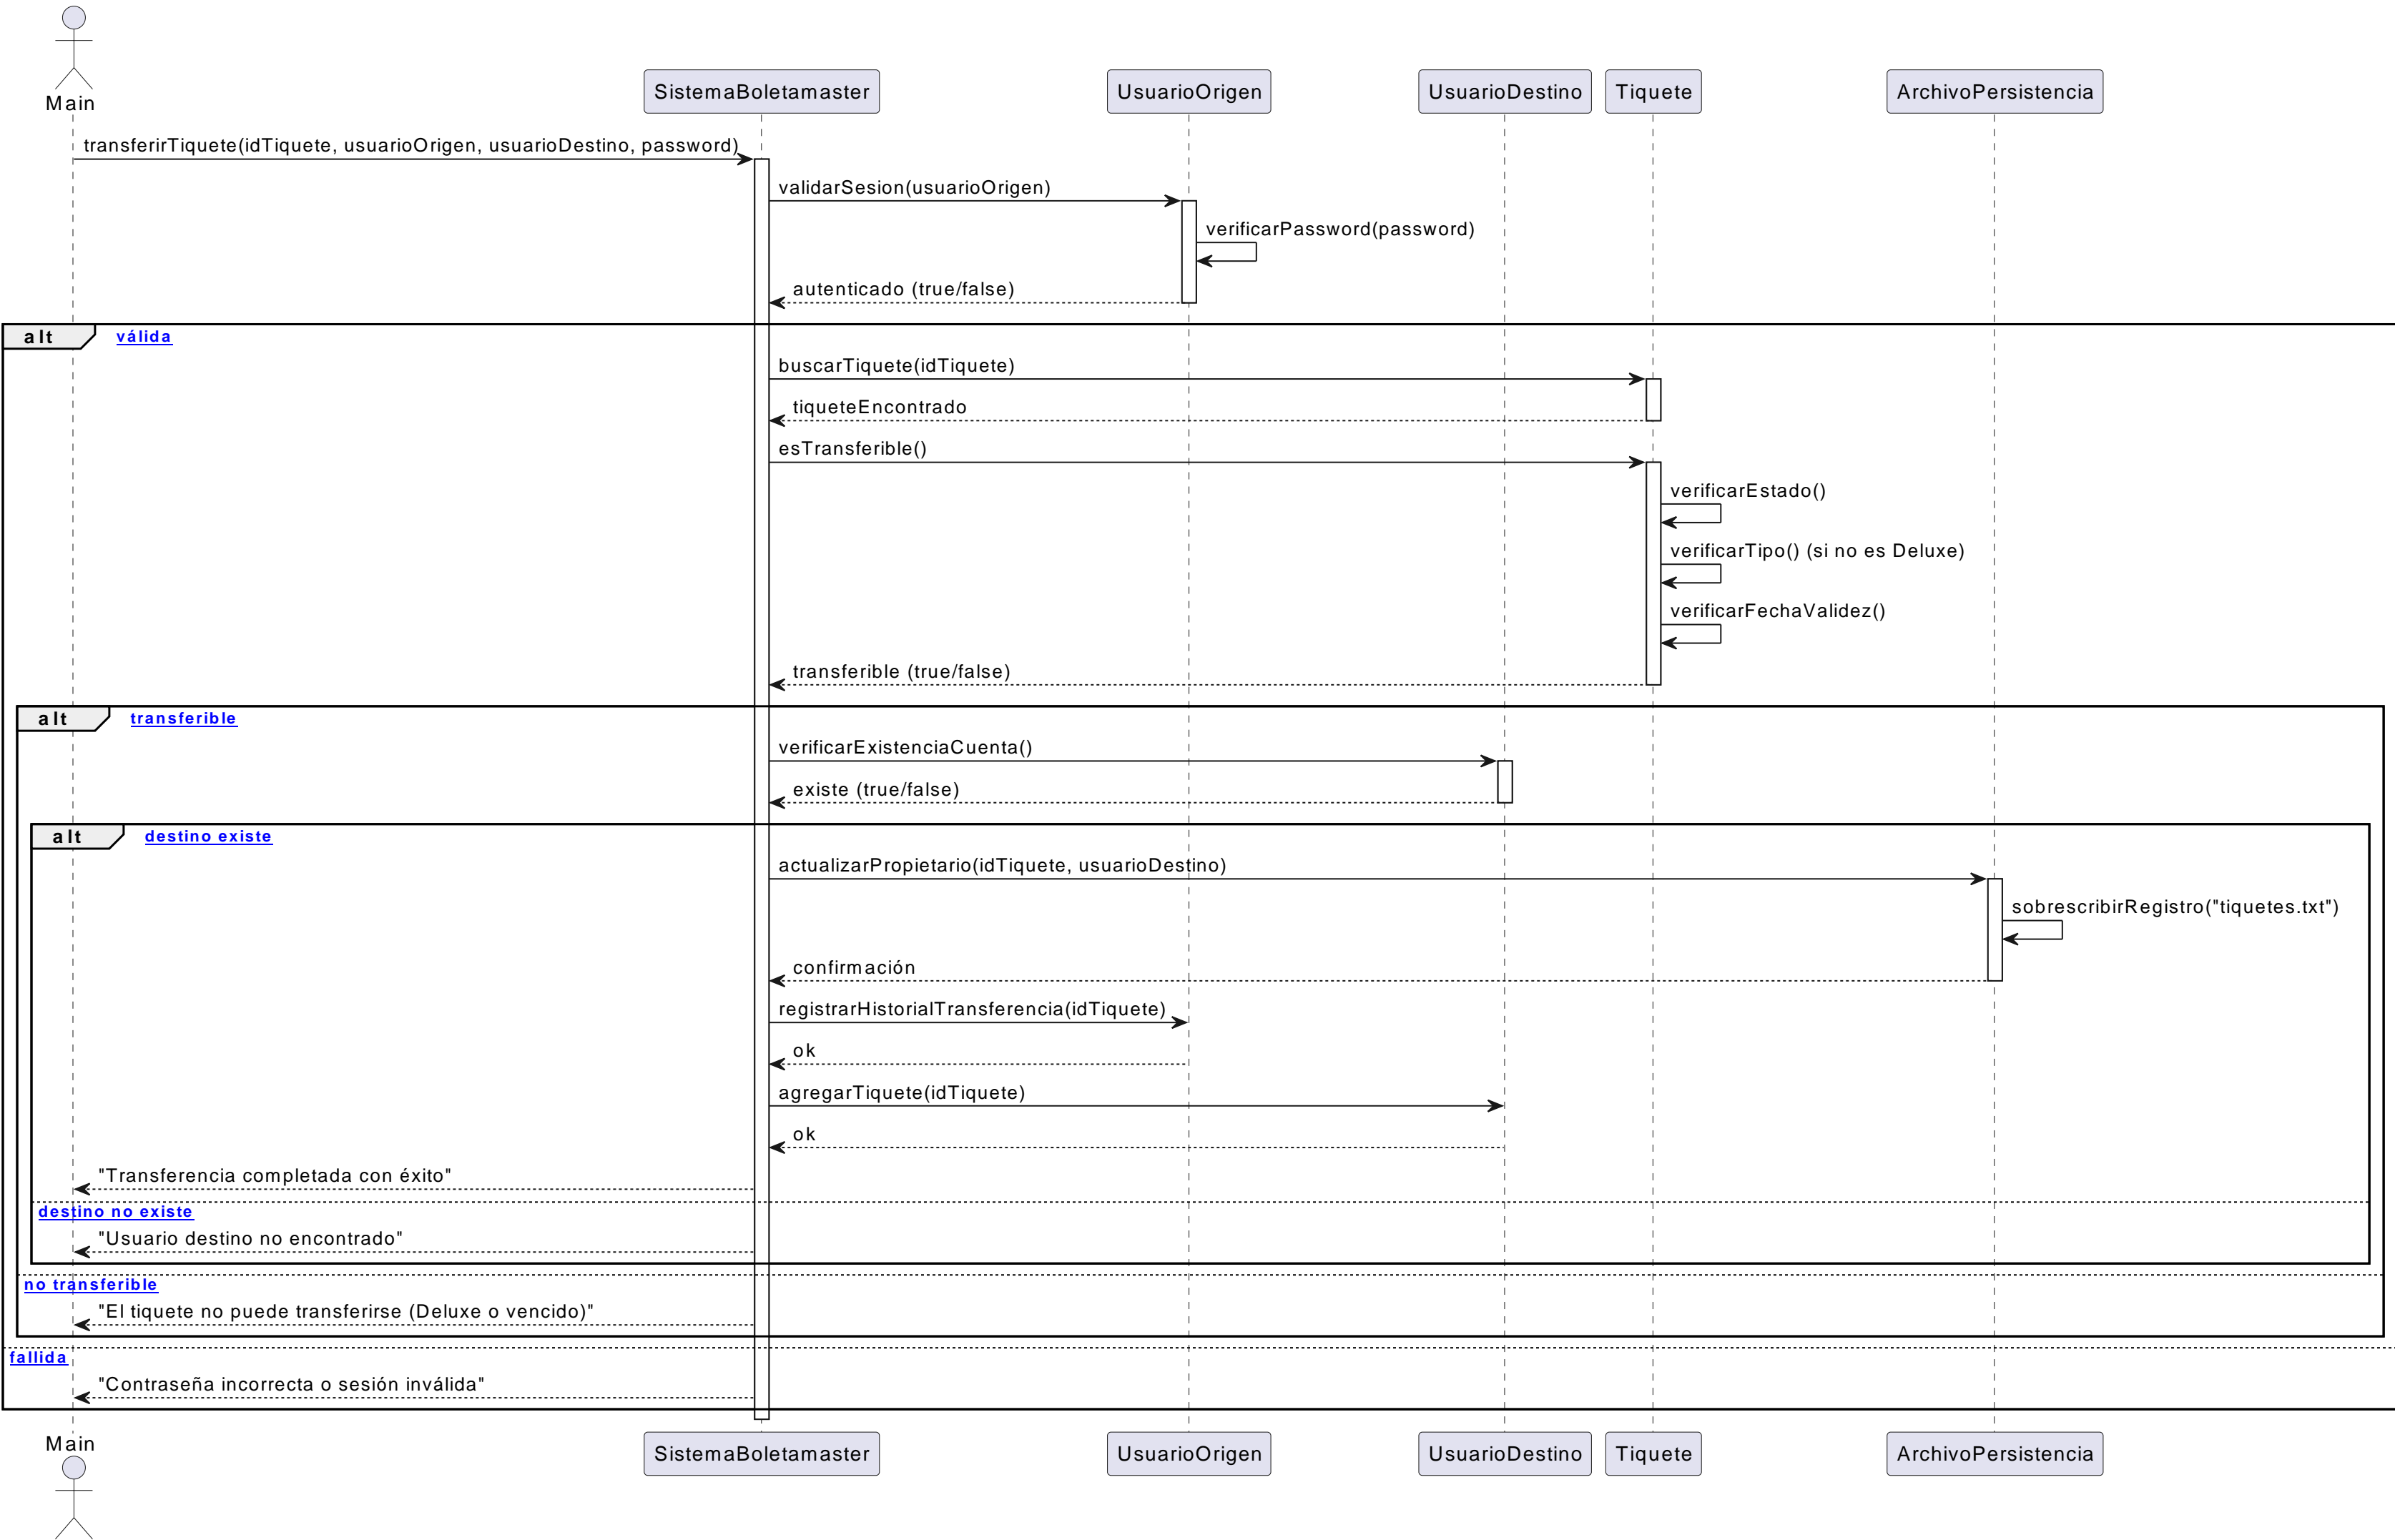 Main
SistemaBoletamaster
UsuarioOrigen
UsuarioDestino
Tiquete
ArchivoPersistencia
transferirTiquete(idTiquete, usuarioOrigen, usuarioDestino, password)
validarSesion(usuarioOrigen)
verificarPassword(password)
autenticado (true/false)
alt
válida
buscarTiquete(idTiquete)
tiqueteEncontrado
esTransferible()
verificarEstado()
verificarTipo() (si no es Deluxe)
verificarFechaValidez()
transferible (true/false)
alt
transferible
verificarExistenciaCuenta()
existe (true/false)
alt
destino existe
actualizarPropietario(idTiquete, usuarioDestino)
sobrescribirRegistro("tiquetes.txt")
confirmación
registrarHistorialTransferencia(idTiquete)
ok
agregarTiquete(idTiquete)
ok
"Transferencia completada con éxito"
destino no existe
"Usuario destino no encontrado"
no transferible
"El tiquete no puede transferirse (Deluxe o vencido)"
fallida
"Contraseña incorrecta o sesión inválida"
Main
SistemaBoletamaster
UsuarioOrigen
UsuarioDestino
Tiquete
ArchivoPersistencia